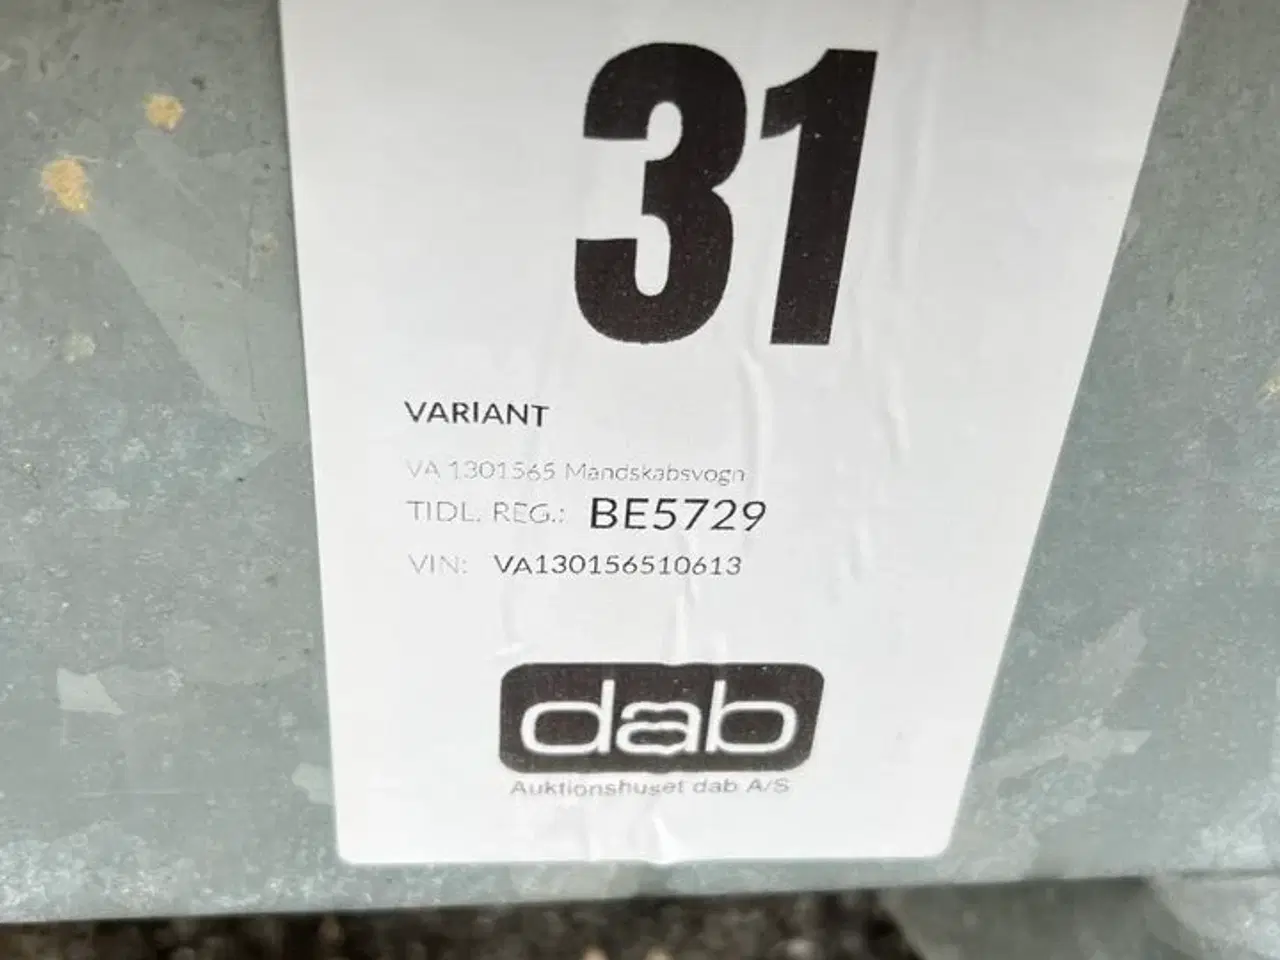 31
VARIANT
VA 1301565 Mandskabsvogn
TIDL. REG.: BE5729
VIN: VA130156510613
dab
Auktionshuset dab A/S